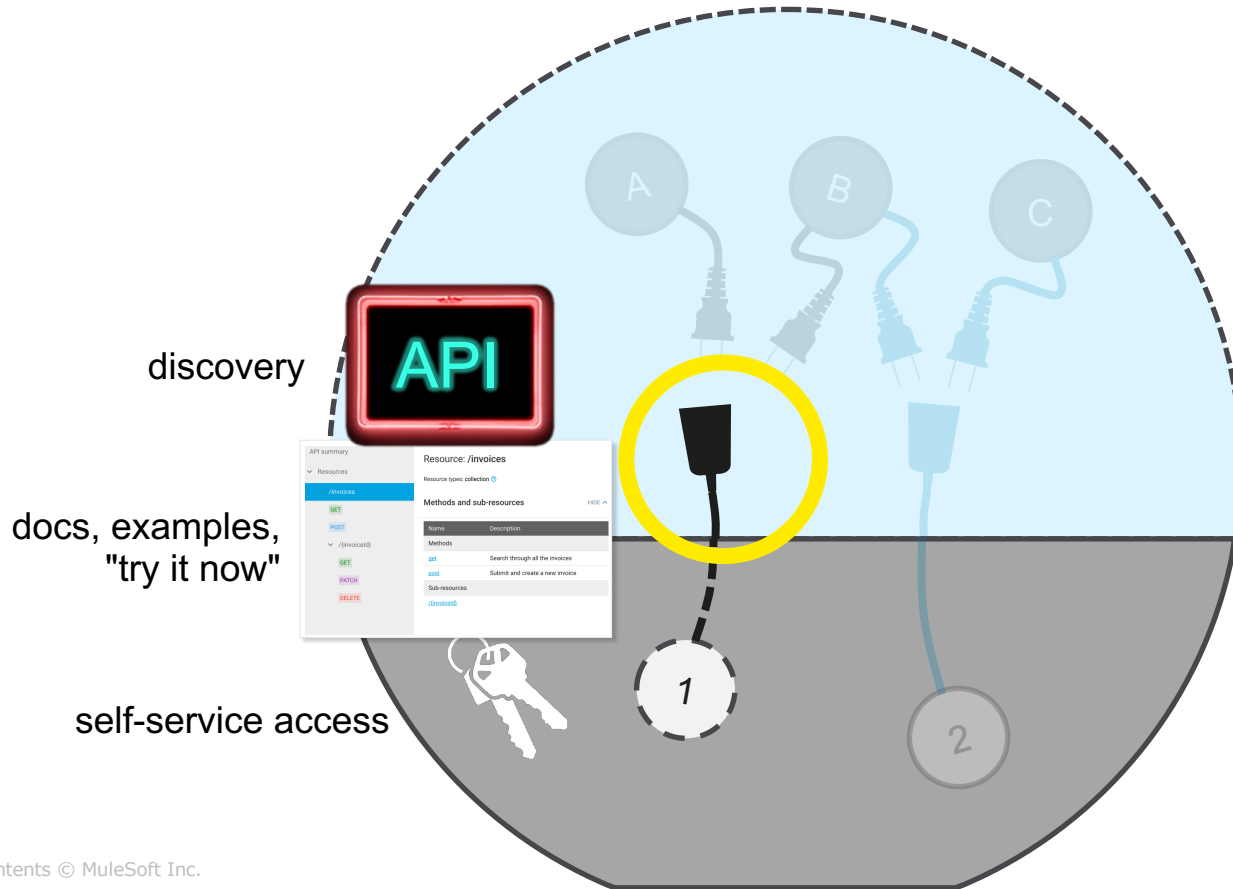 A
B
C
discovery
API
API summary
Resources
/invoices
GET
POST
/{invoiceId}
GET
PATCH
DELETE
Resource: /invoices
Resource types: collection
Methods and sub-resources
HIDE
Name Description
Methods
get Search through all the invoices
post Submit and create a new invoice
Sub-resources
/{invoiceId}
docs, examples,
"try it now"
self-service access
1
2
ntents © MuleSoft Inc.